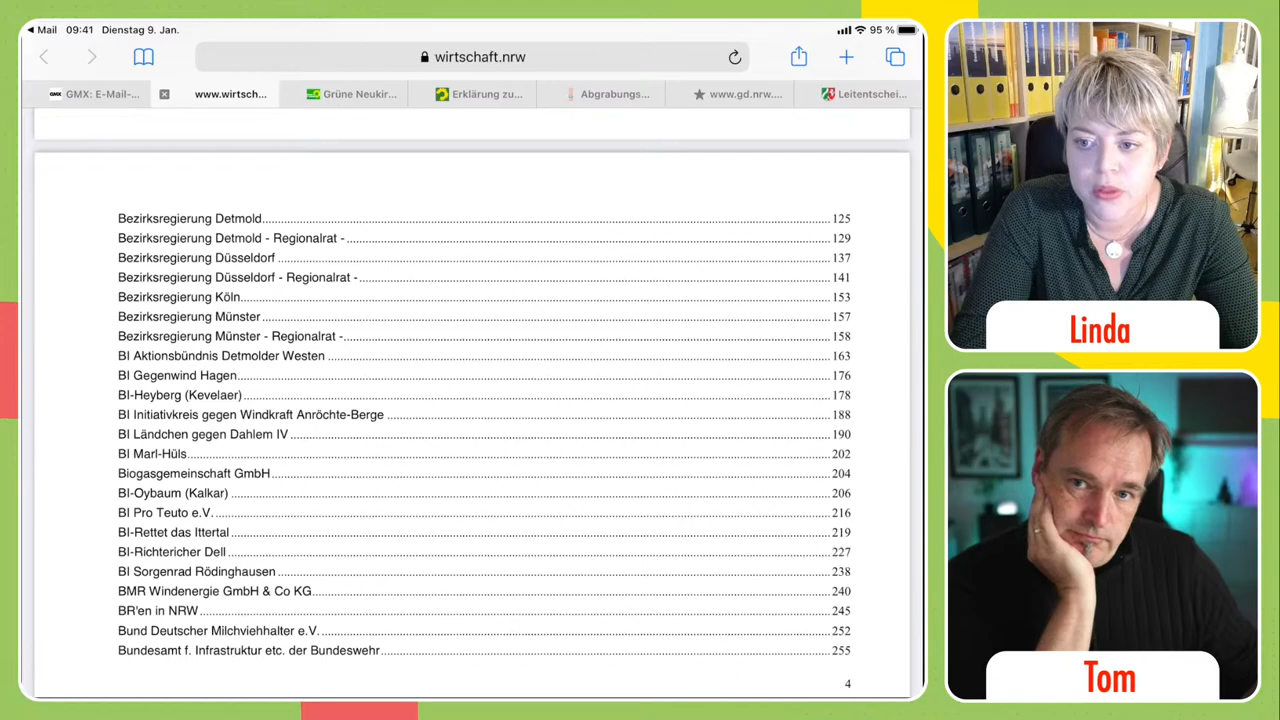 Mail 09:41 Dienstag 9. Jan. 95 %
wirtschaft.nrw
GMX GMX: E-Mail-... www.wirtsch... Grüne Neukir... Erklärung zu... Abgrabungs... www.gd.nrw.... Leitentschei...
Bezirksregierung Detmold 125
Bezirksregierung Detmold - Regionalrat - 129
Bezirksregierung Düsseldorf 137
Bezirksregierung Düsseldorf - Regionalrat - 141
Bezirksregierung Köln 153
Bezirksregierung Münster 157
Bezirksregierung Münster - Regionalrat - 158
BI Aktionsbündnis Detmolder Westen 163
BI Gegenwind Hagen 176
BI-Heyberg (Kevelaer) 178
BI Initiativkreis gegen Windkraft Anröchte-Berge 188
BI Ländchen gegen Dahlem IV 190
BI Marl-Hüls 202
Biogasgemeinschaft GmbH 204
BI-Oybaum (Kalkar) 206
BI Pro Teuto e.V. 216
BI-Rettet das Ittertal 219
BI-Richtericher Dell 227
BI Sorgenrad Rödinghausen 238
BMR Windenergie GmbH & Co KG 240
BR'en in NRW 245
Bund Deutscher Milchviehhalter e.V. 252
Bundesamt f. Infrastruktur etc. der Bundeswehr 255
4
Linda
Tom